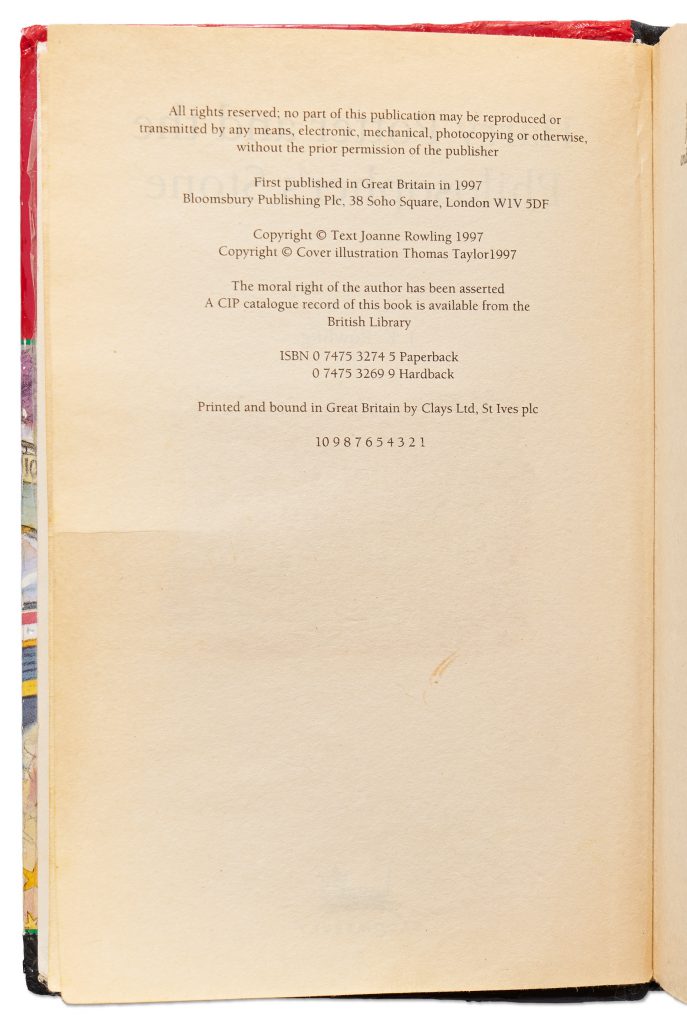 All rights reserved; no part of this publication may be reproduced or
transmitted by any means, electronic, mechanical, photocopying or otherwise,
without the prior permission of the publisher
First published in Great Britain in 1997
Bloomsbury Publishing Plc, 38 Soho Square, London W1V 5DF
Copyright © Text Joanne Rowling 1997
Copyright © Cover illustration Thomas Taylor1997
The moral right of the author has been asserted
A CIP catalogue record of this book is available from the
British Library
ISBN 0 7475 3274 5 Paperback
0 7475 3269 9 Hardback
Printed and bound in Great Britain by Clays Ltd, St Ives plc
10 9 8 7 6 5 4 3 2 1